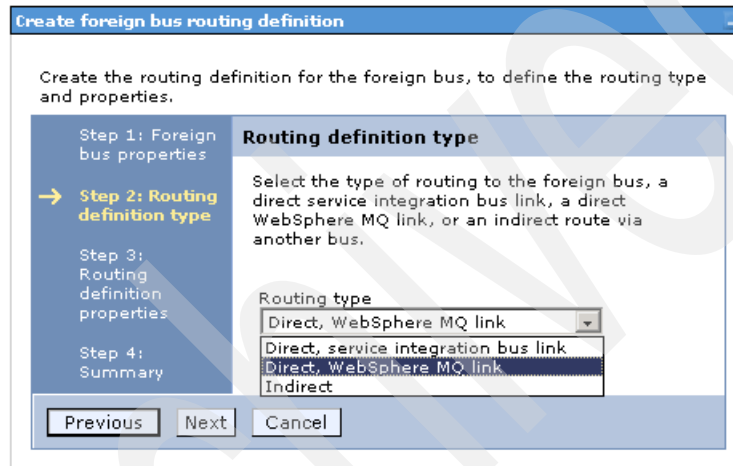 Create foreign bus routing definition
Create the routing definition for the foreign bus, to define the routing type
and properties.
Step 1: Foreign
bus properties
Step 2: Routing
definition type
Step 3:
Routing
definition
properties
Step 4:
Summary
Routing definition type
Select the type of routing to the foreign bus, a
direct service integration bus link, a direct
WebSphere MQ link, or an indirect route via
another bus.
Routing type
Direct, WebSphere MQ link
Direct, service integration bus link
Direct, WebSphere MQ link
Indirect
Previous Next Cancel